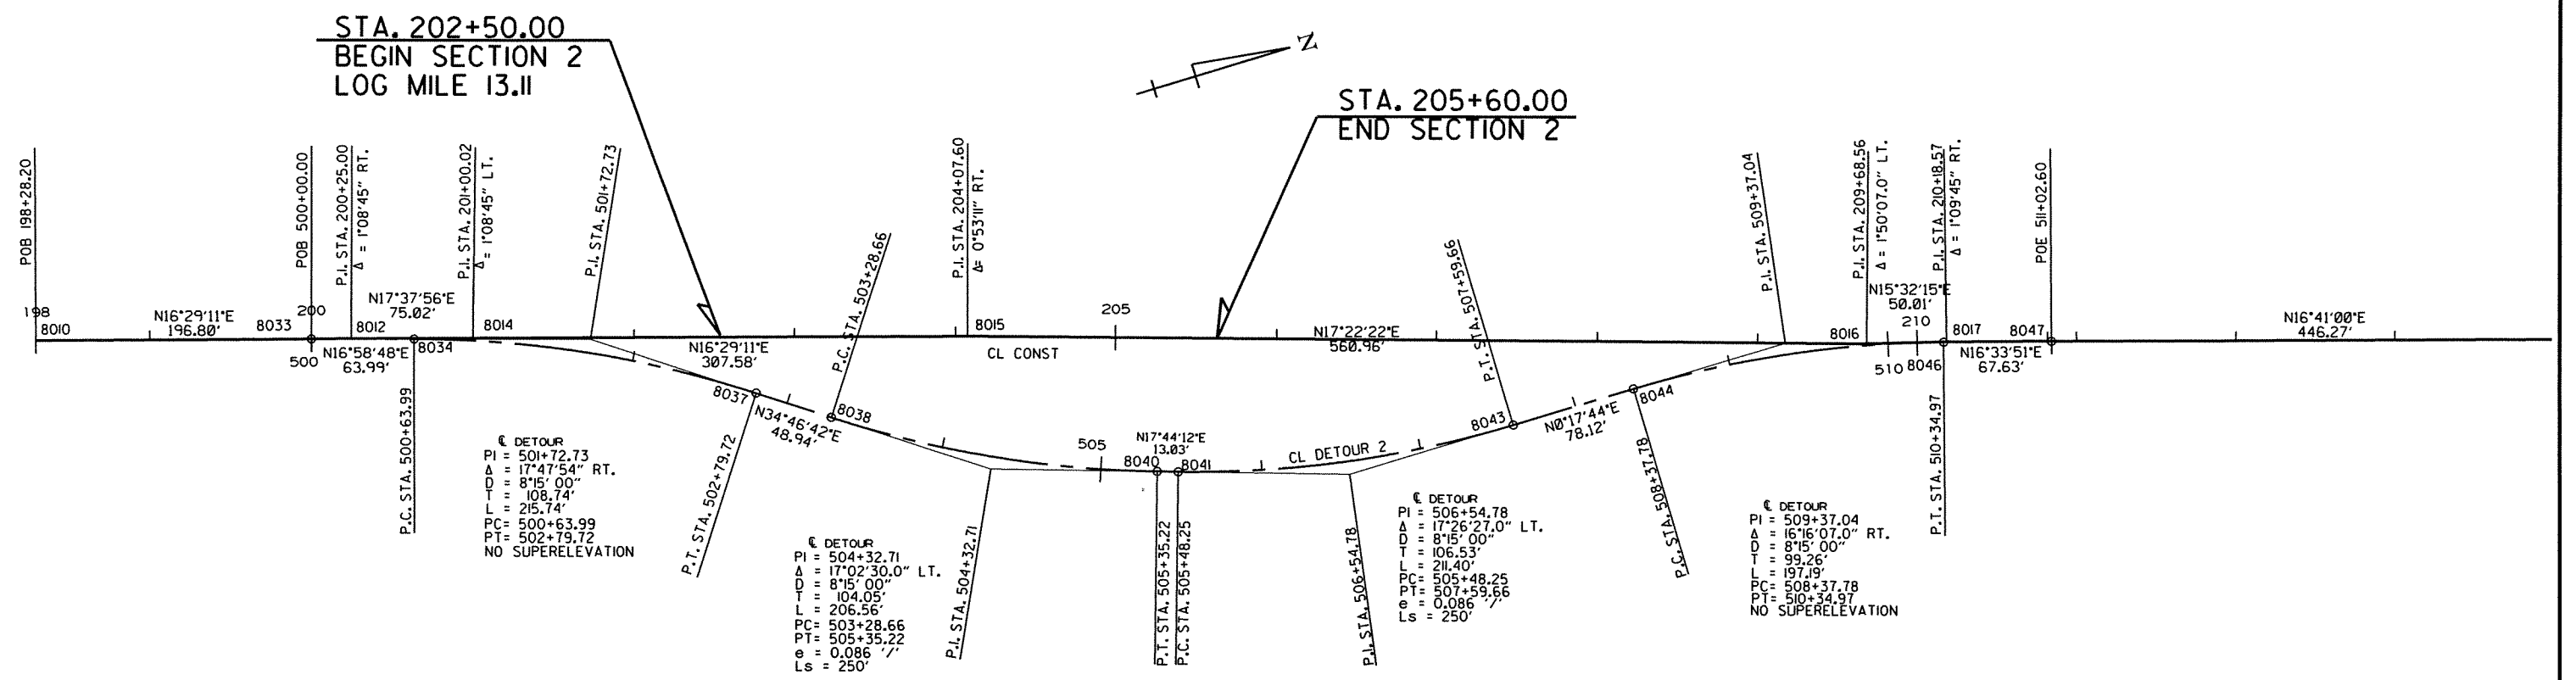 STA. 202+50.00
BEGIN SECTION 2
LOG MILE 13.11
N
STA. 205+60.00
END SECTION 2
POB 198+28.20
POB 500+00.00
P.I. STA. 200+25.00
Δ = 1°08'45" RT.
P.I. STA. 201+00.02
Δ = 1°08'45" LT.
P.I. STA. 501+72.73
P.C. STA. 503+28.66
P.I. STA. 204+07.60
Δ= 0°53'11" RT.
P.T. STA. 507+59.66
P.I. STA. 509+37.04
P.I. STA. 209+68.56
Δ = 1°50'07.0" LT.
P.I. STA. 210+18.57
Δ = 1°09'45" RT.
POE 511+02.60
198
8010
N16°29'11"E
196.80'
8033
200
8012
N17°37'56"E
75.02'
8014
500
N16°58'48"E
63.99'
8034
N16°29'11"E
307.58'
8015
CL CONST
205
N17°22'22"E
560.96'
8016
N15°32'15"E
50.01'
210
8017
8047
510
8046
N16°33'51"E
67.63'
N16°41'00"E
446.27'
8037
N34°46'42"E
48.94'
8038
505
N17°44'12"E
13.03'
8040
8041
CL DETOUR 2
8043
N0°17'44"E
78.12'
8044
P.C. STA. 500+63.99
P.T. STA. 502+79.72
P.I. STA. 504+32.71
P.T. STA. 505+35.22
P.C. STA. 505+48.25
P.I. STA. 506+54.78
P.C. STA. 508+37.78
P.T. STA. 510+34.97
℄ DETOUR
PI = 501+72.73
Δ = 17°47'54" RT.
D = 8°15' 00"
T = 108.74'
L = 215.74'
PC= 500+63.99
PT= 502+79.72
NO SUPERELEVATION
℄ DETOUR
PI = 504+32.71
Δ = 17°02'30.0" LT.
D = 8°15' 00"
T = 104.05'
L = 206.56'
PC= 503+28.66
PT= 505+35.22
e = 0.086 '/'
Ls = 250'
℄ DETOUR
PI = 506+54.78
Δ = 17°26'27.0" LT.
D = 8°15' 00"
T = 106.53'
L = 211.40'
PC= 505+48.25
PT= 507+59.66
e = 0.086 '/'
Ls = 250'
℄ DETOUR
PI = 509+37.04
Δ = 16°16'07.0" RT.
D = 8°15' 00"
T = 99.26'
L = 197.19'
PC= 508+37.78
PT= 510+34.97
NO SUPERELEVATION